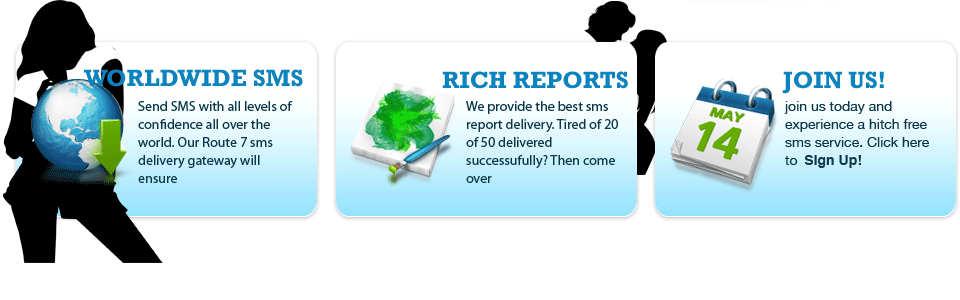 WORLDWIDE SMS
Send SMS with all levels of
confidence all over the
world. Our Route 7 sms
delivery gateway will
ensure
RICH REPORTS
We provide the best sms
report delivery. Tired of 20
of 50 delivered
successufully? Then come
over
MAY
14
JOIN US!
join us today and
experience a hitch free
sms service. Click here
to Sign Up!